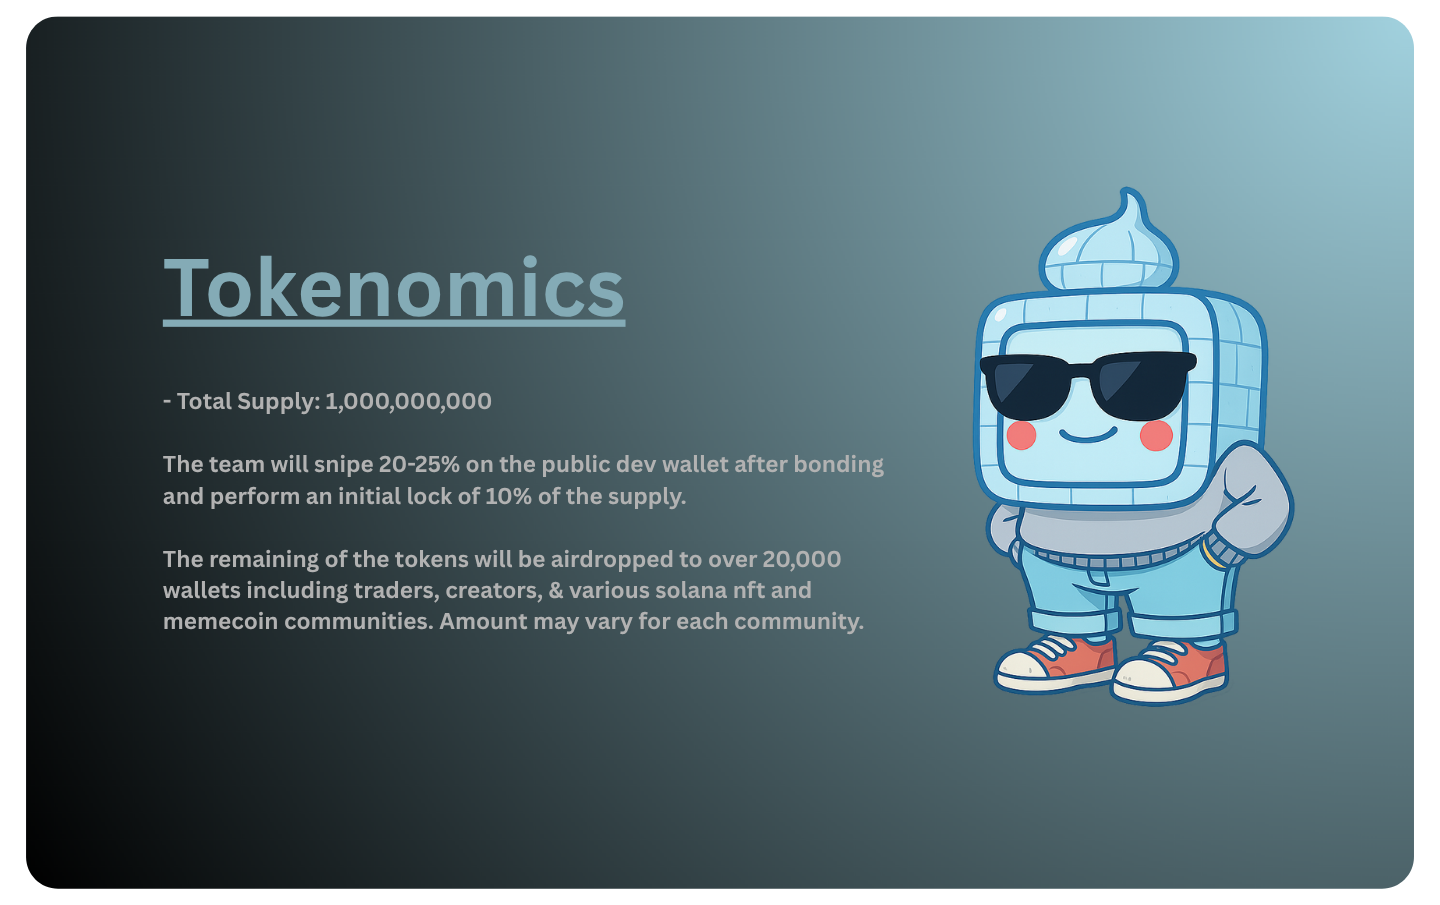 Tokenomics
- Total Supply: 1,000,000,000
The team will snipe 20-25% on the public dev wallet after bonding
and perform an initial lock of 10% of the supply.
The remaining of the tokens will be airdropped to over 20,000
wallets including traders, creators, & various solana nft and
memecoin communities. Amount may vary for each community.